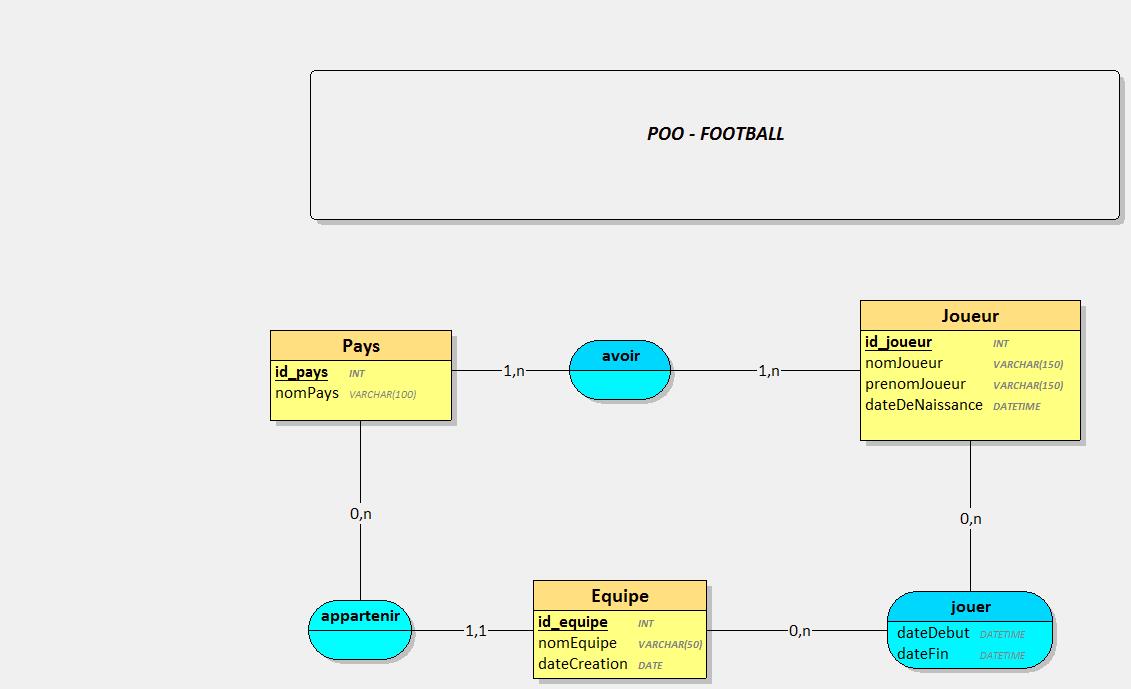 POO - FOOTBALL
Pays
id_pays INT
nomPays VARCHAR(100)
1,n
avoir
1,n
Joueur
id_joueur INT
nomJoueur VARCHAR(150)
prenomJoueur VARCHAR(150)
dateDeNaissance DATETIME
0,n
0,n
appartenir
1,1
Equipe
id_equipe INT
nomEquipe VARCHAR(50)
dateCreation DATE
0,n
jouer
dateDebut DATETIME
dateFin DATETIME